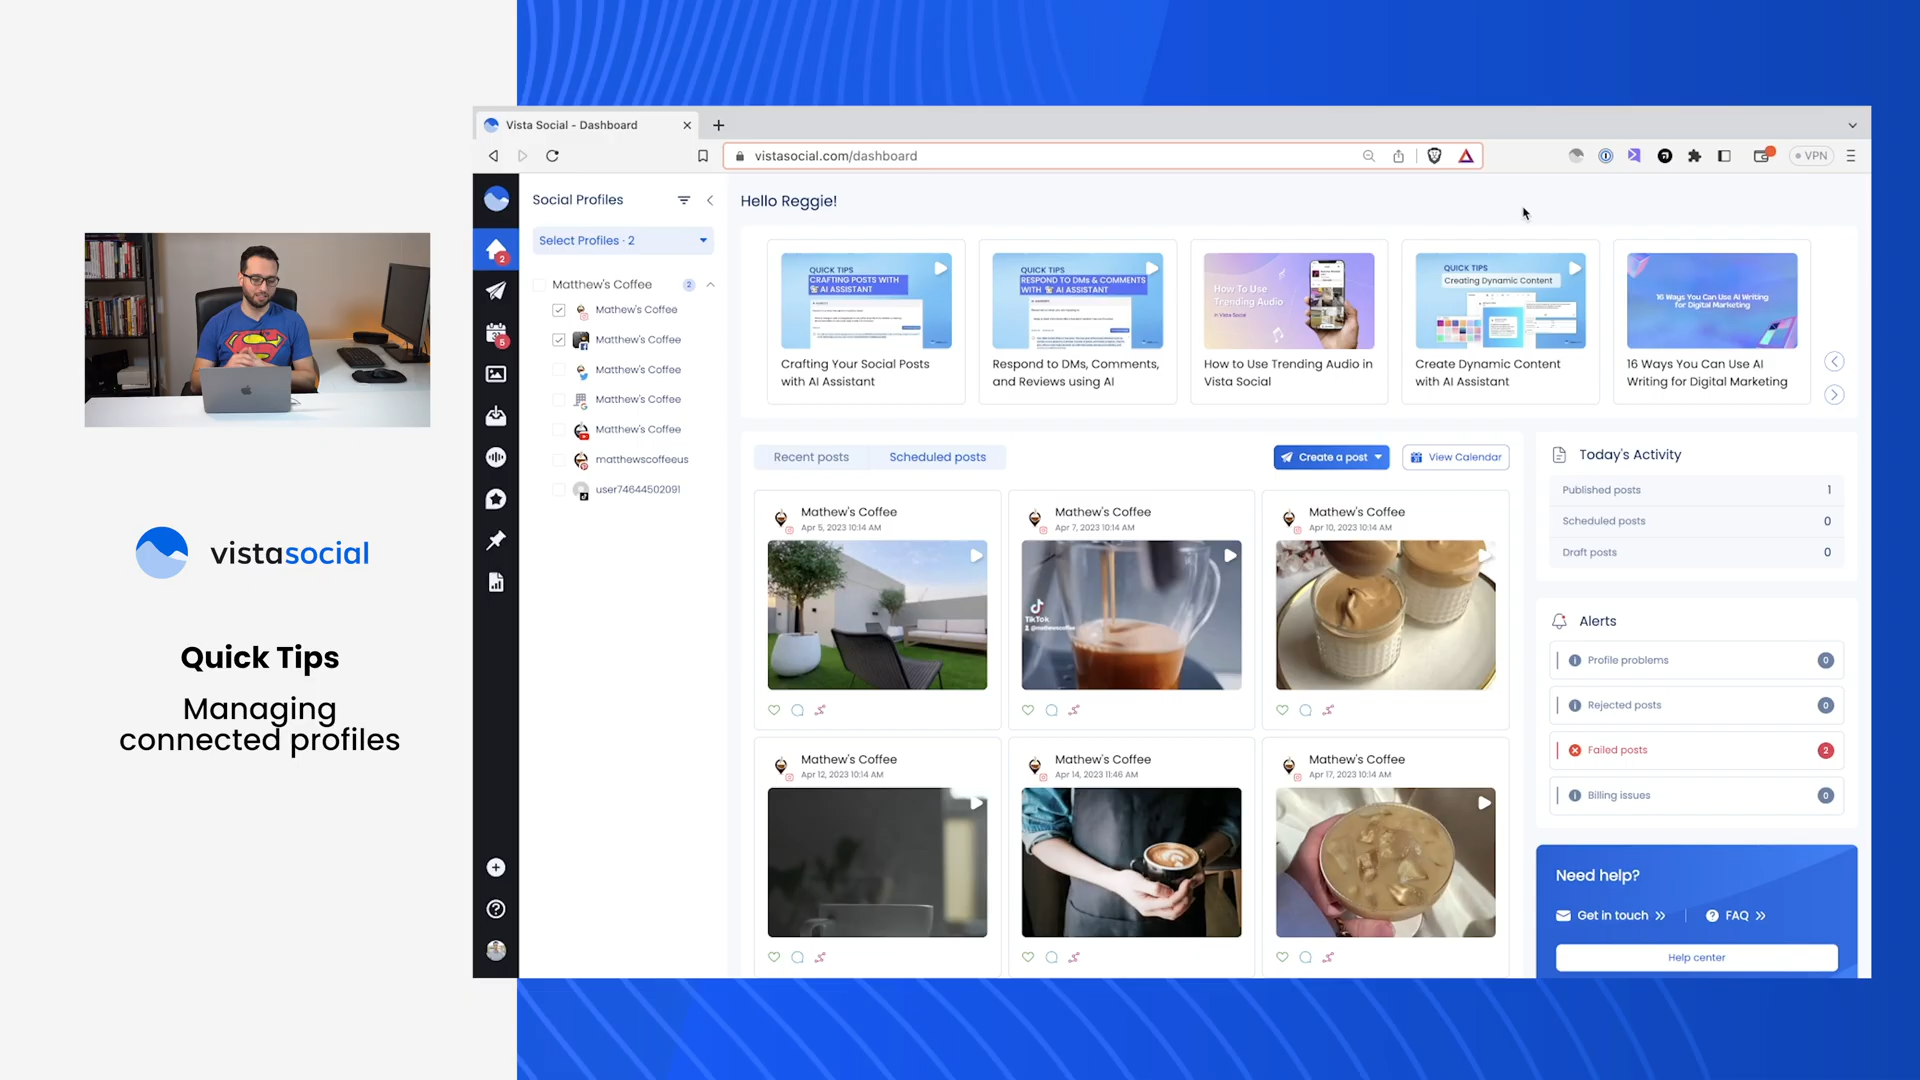 Vista Social - Dashboard
vistasocial.com/dashboard
VPN
Social Profiles
Hello Reggie!
Select Profiles · 2
Matthew's Coffee 2
Mathew's Coffee
Matthew's Coffee
Matthew's Coffee
Matthew's Coffee
Matthew's Coffee
matthewscoffeeus
user74644502091
2
5
QUICK TIPS
CRAFTING POSTS WITH
AI ASSISTANT
Crafting Your Social Posts
with AI Assistant
QUICK TIPS
RESPOND TO DMs & COMMENTS
WITH AI ASSISTANT
Respond to DMs, Comments,
and Reviews using AI
How To Use
Trending Audio
in Vista Social
How to Use Trending Audio in
Vista Social
QUICK TIPS
Creating Dynamic Content
Create Dynamic Content
with AI Assistant
16 Ways You Can Use AI Writing
for Digital Marketing
16 Ways You Can Use AI
Writing for Digital Marketing
Recent posts
Scheduled posts
Create a post
View Calendar
Mathew's Coffee
Apr 5, 2023 10:14 AM
Mathew's Coffee
Apr 7, 2023 10:14 AM
TikTok
Mathew's Coffee
Apr 10, 2023 10:14 AM
Mathew's Coffee
Apr 12, 2023 10:14 AM
Mathew's Coffee
Apr 14, 2023 11:46 AM
Mathew's Coffee
Apr 17, 2023 10:14 AM
Today's Activity
Published posts 1
Scheduled posts 0
Draft posts 0
Alerts
Profile problems 0
Rejected posts 0
Failed posts 2
Billing issues 0
Need help?
Get in touch
FAQ
Help center
vistasocial
Quick Tips
Managing
connected profiles